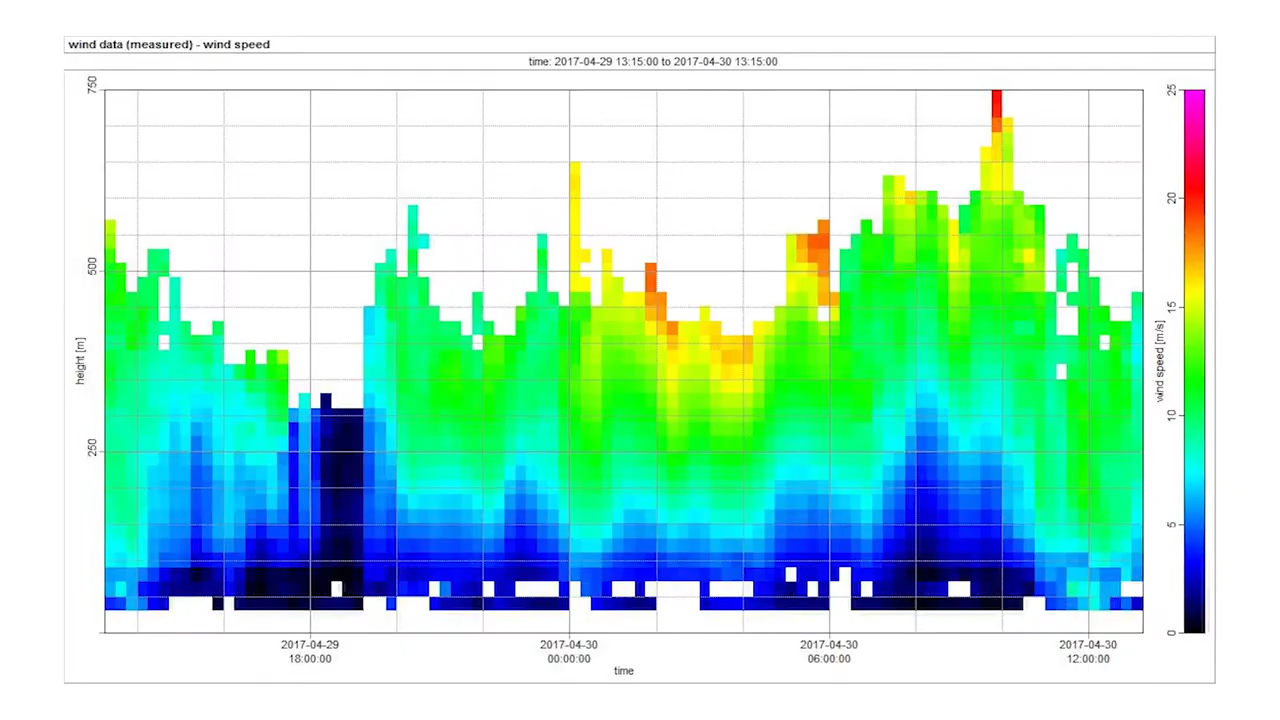 wind data (measured) - wind speed
time: 2017-04-29 13:15:00 to 2017-04-30 13:15:00
750
500
250
height [m]
25
20
15
10
5
0
wind speed [m/s]
2017-04-29 2017-04-30 2017-04-30 2017-04-30
18:00:00 00:00:00 06:00:00 12:00:00
time